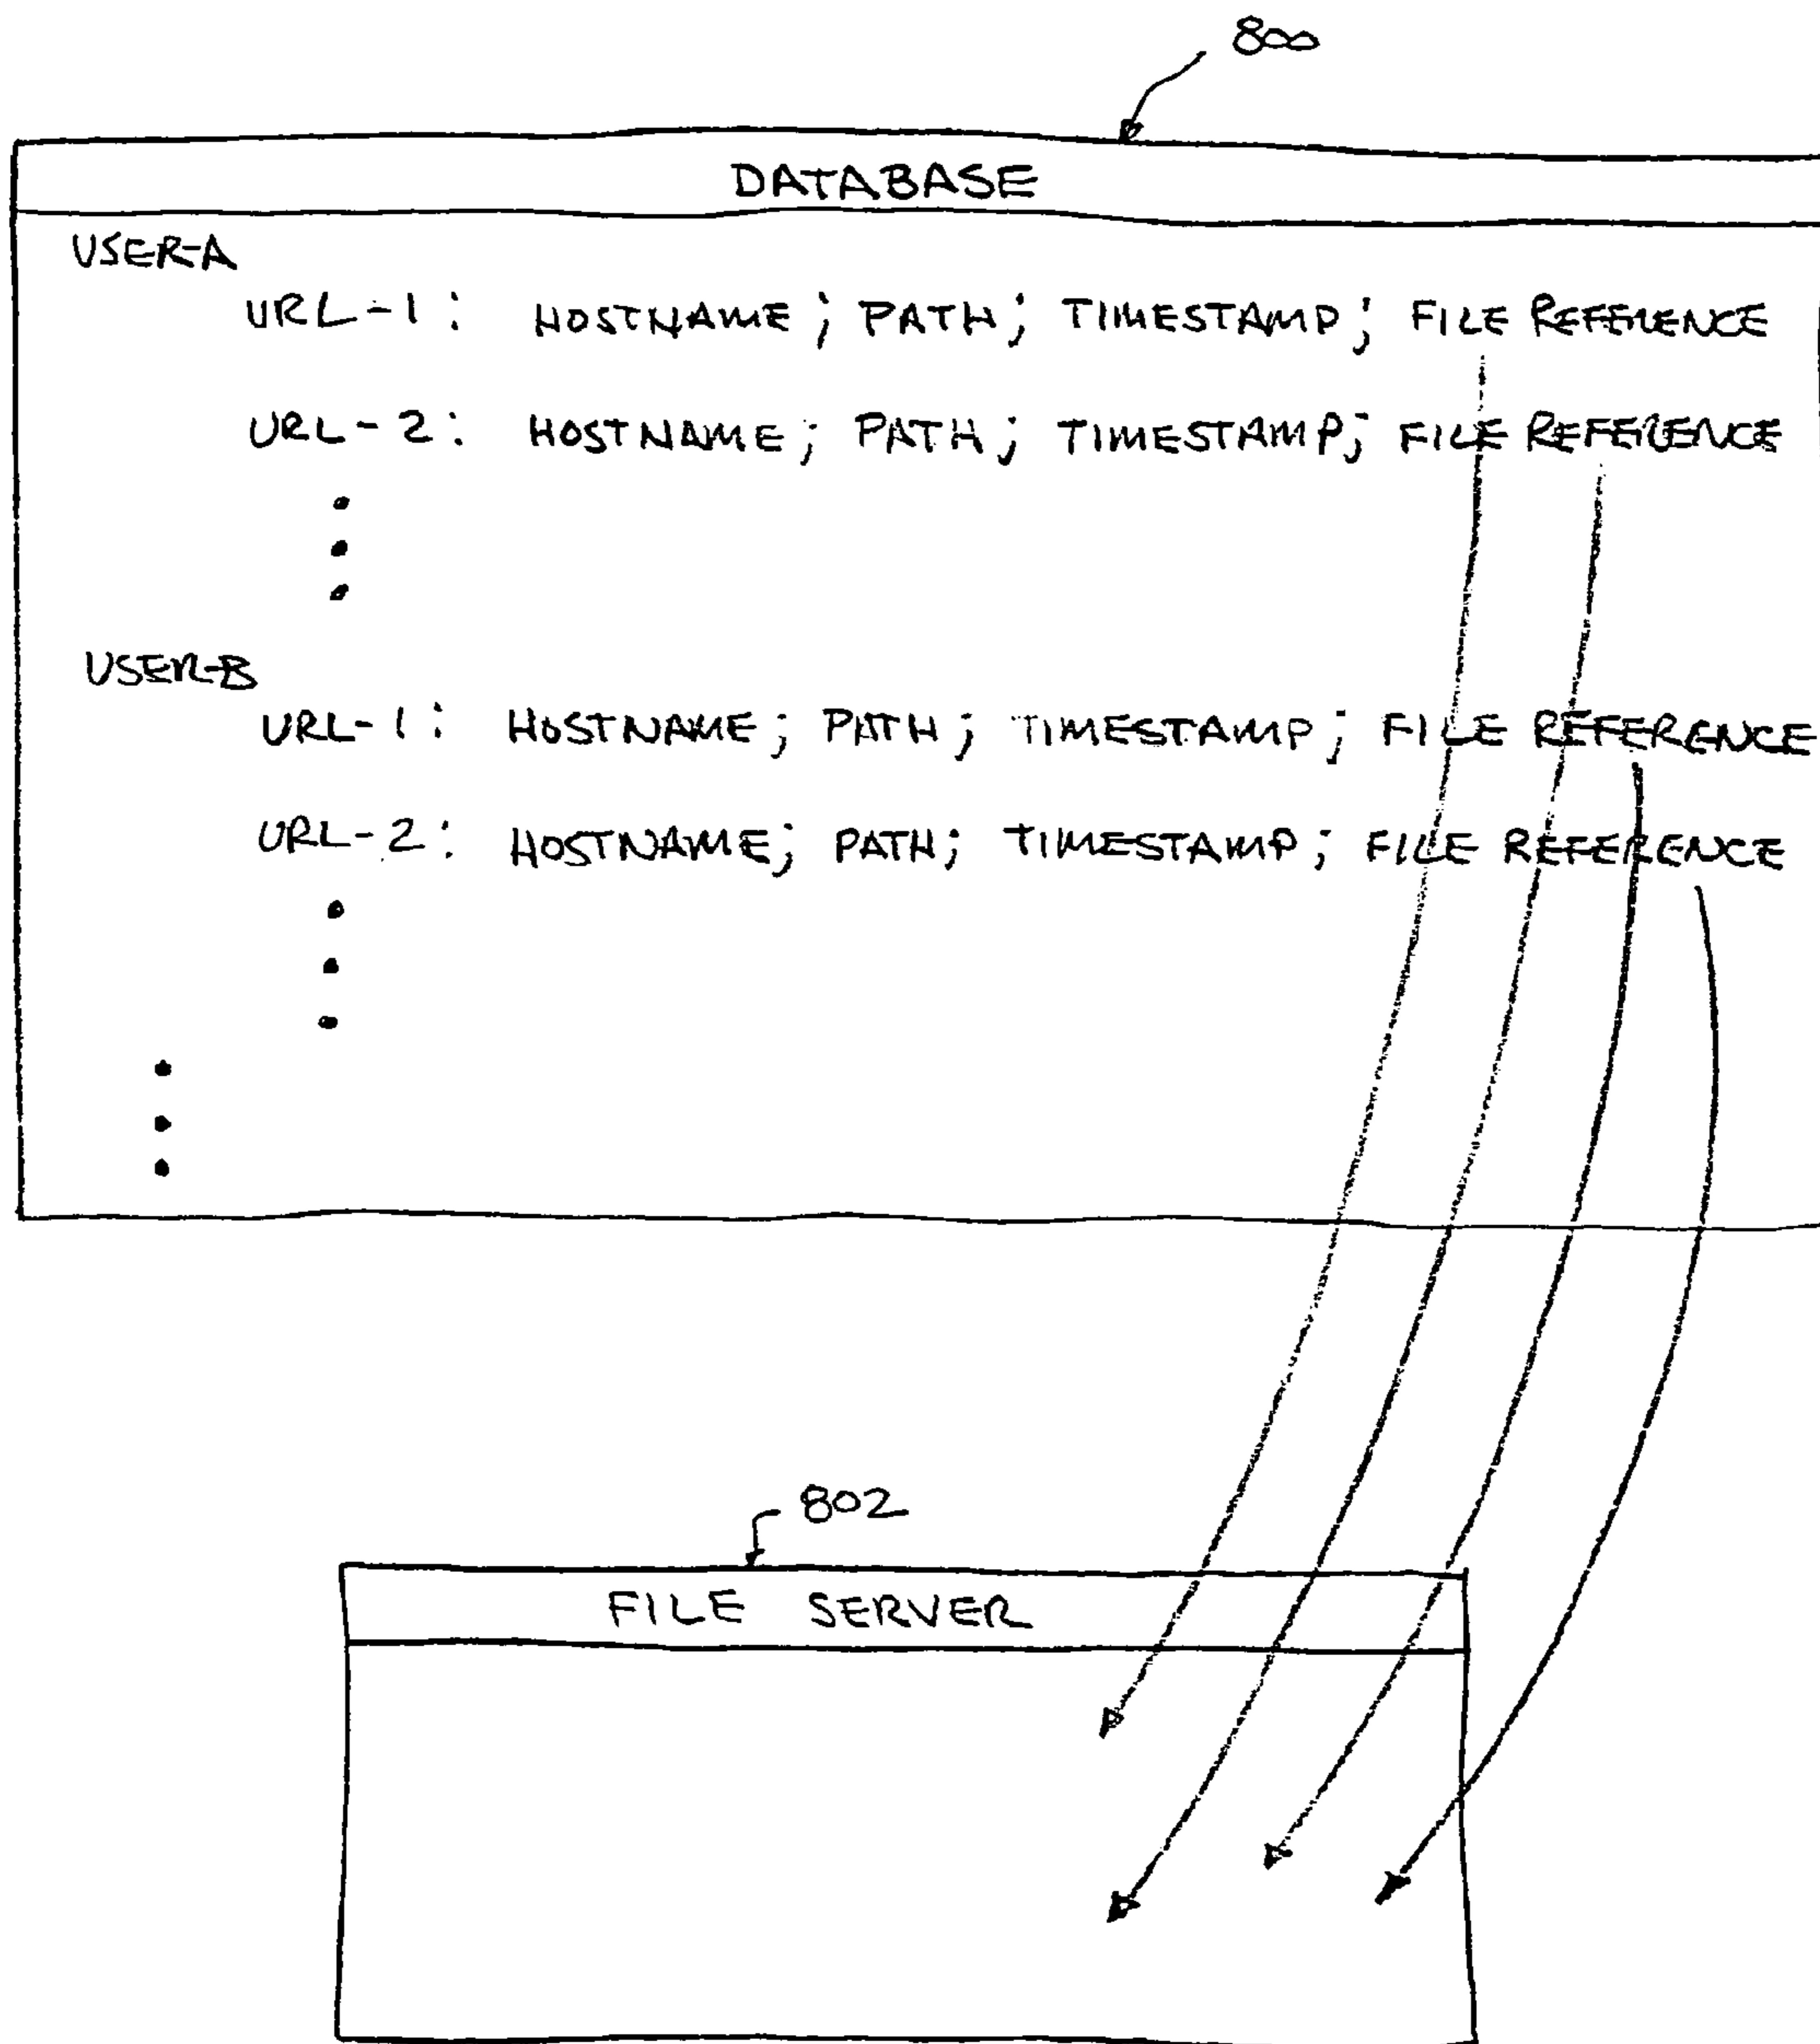 800
DATABASE
USER-A
URL-1: HOSTNAME; PATH; TIMESTAMP; FILE REFERENCE
URL-2: HOSTNAME; PATH; TIMESTAMP; FILE REFERENCE
USER-B
URL-1: HOSTNAME; PATH; TIMESTAMP; FILE REFERENCE
URL-2: HOSTNAME; PATH; TIMESTAMP; FILE REFERENCE
802
FILE SERVER